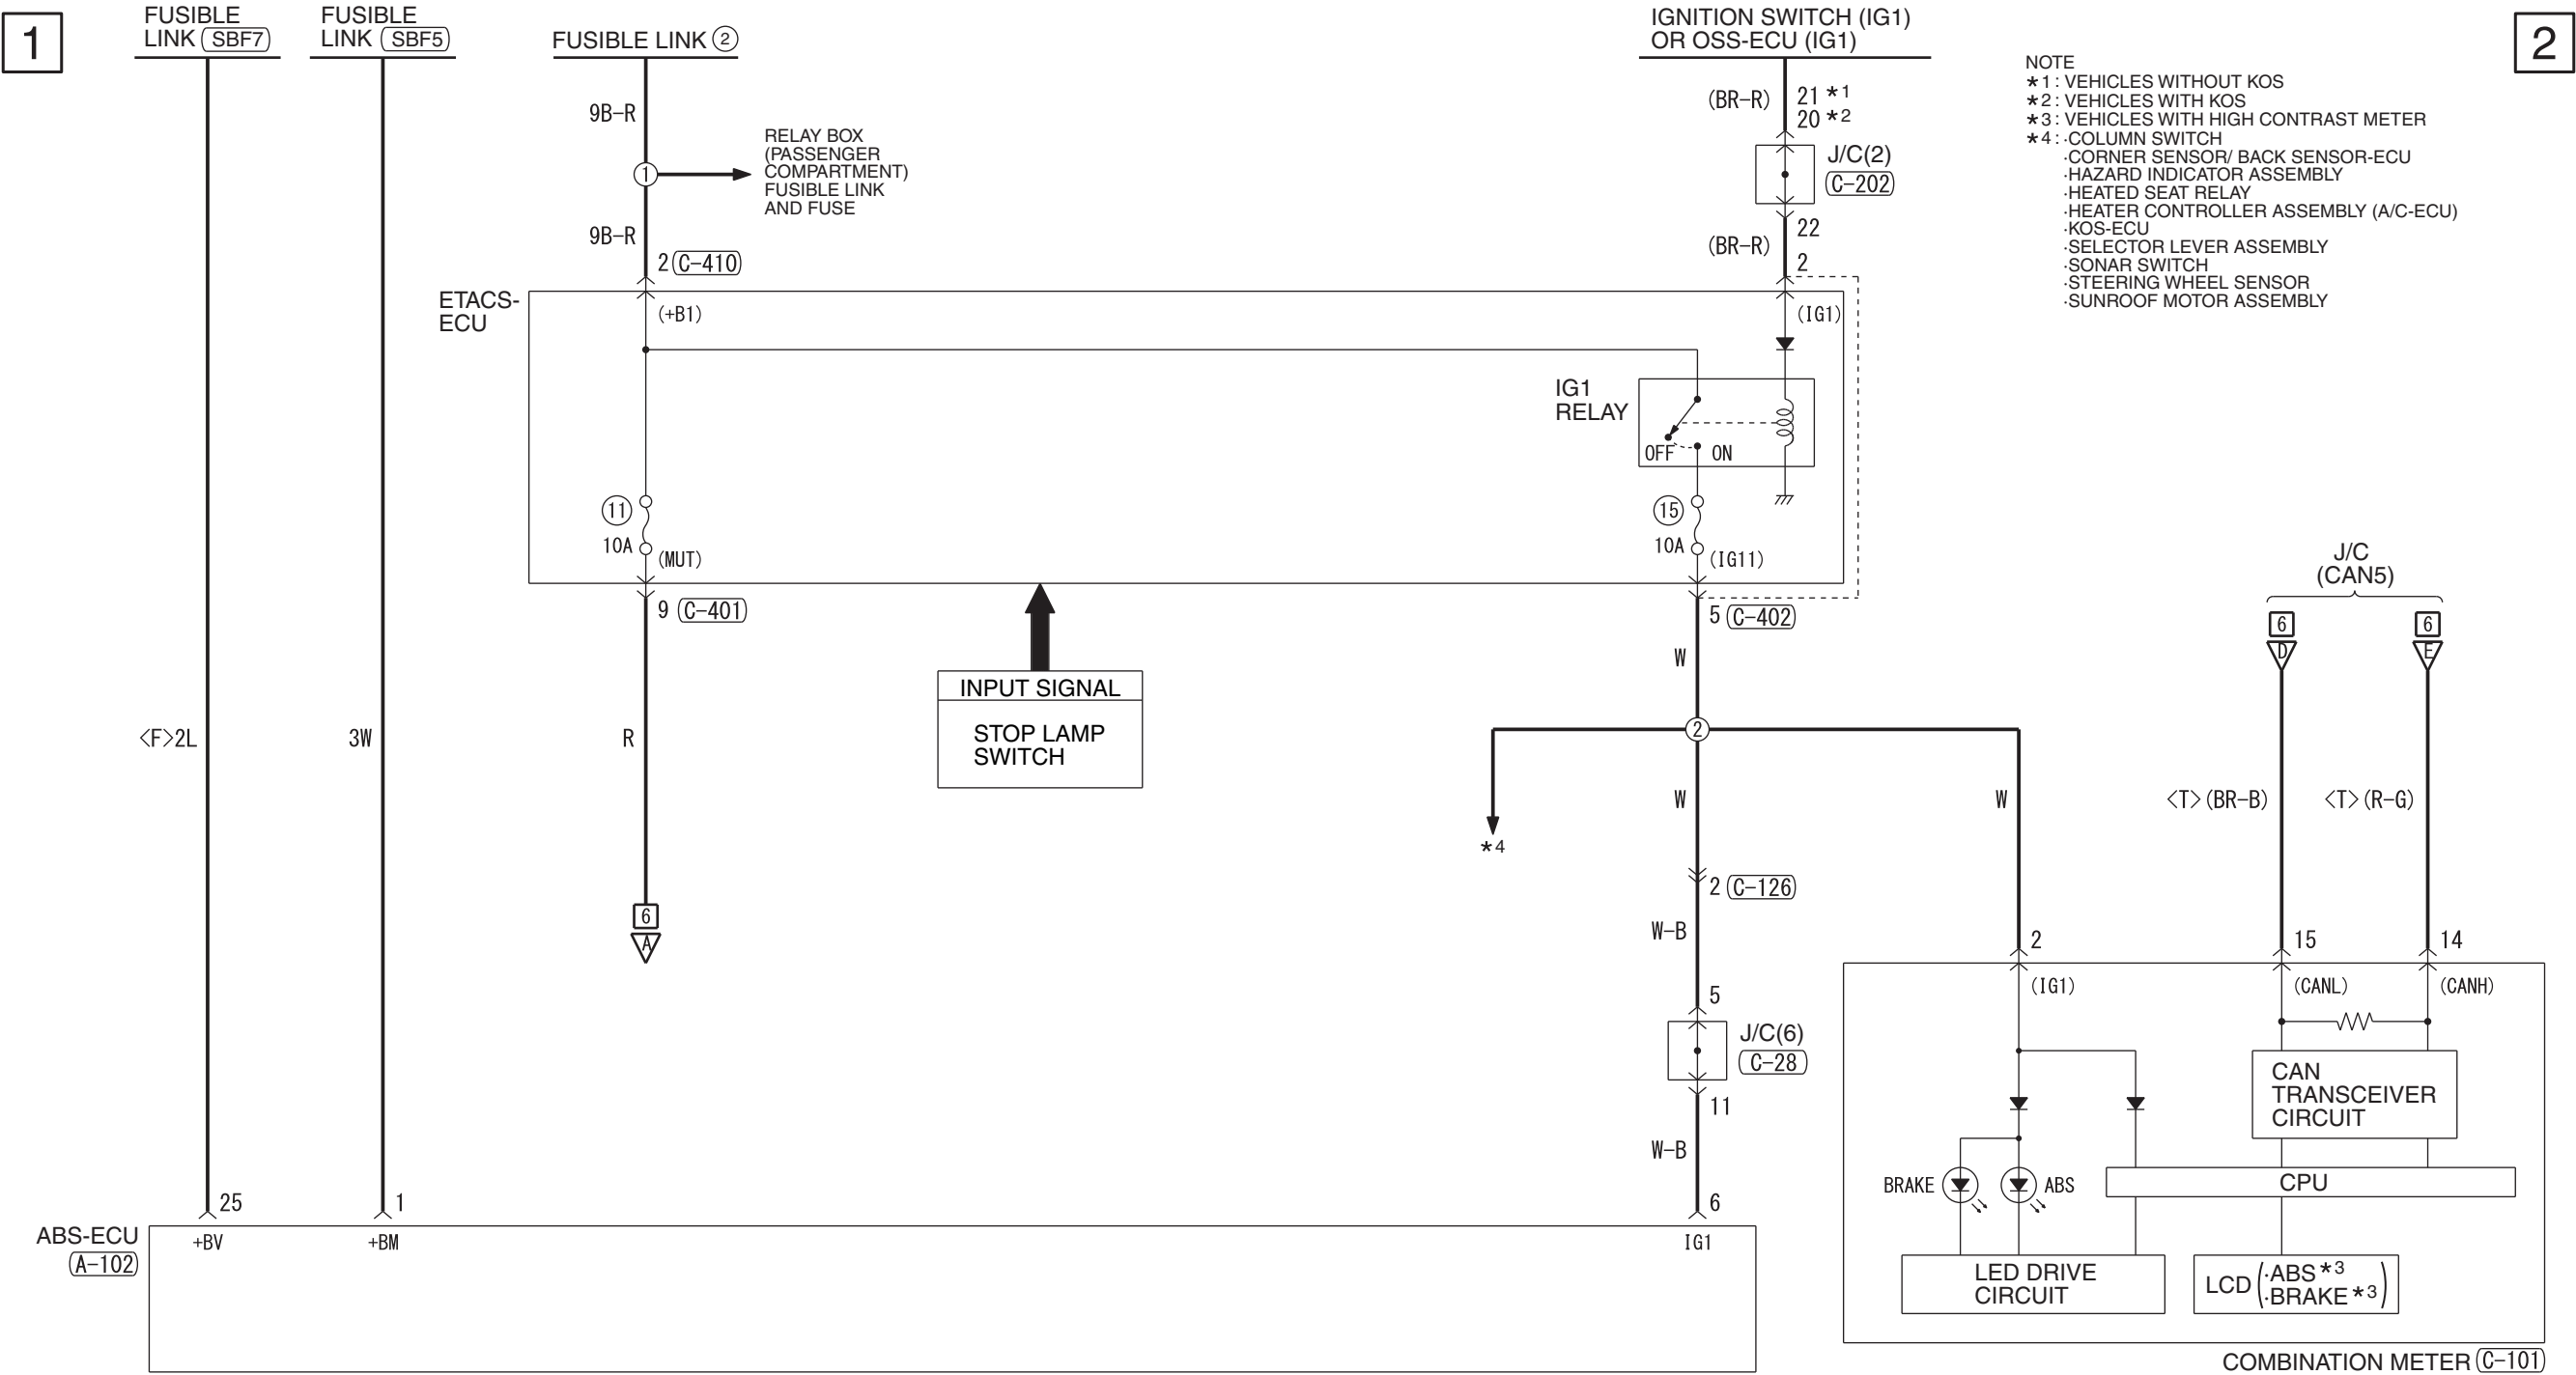 1
FUSIBLE
LINK SBF7
FUSIBLE
LINK SBF5
FUSIBLE LINK 2
IGNITION SWITCH (IG1)
OR OSS-ECU (IG1)
2
NOTE
*1 : VEHICLES WITHOUT KOS
*2 : VEHICLES WITH KOS
*3 : VEHICLES WITH HIGH CONTRAST METER
*4 : ·COLUMN SWITCH
·CORNER SENSOR/ BACK SENSOR-ECU
·HAZARD INDICATOR ASSEMBLY
·HEATED SEAT RELAY
·HEATER CONTROLLER ASSEMBLY (A/C-ECU)
·KOS-ECU
·SELECTOR LEVER ASSEMBLY
·SONAR SWITCH
·STEERING WHEEL SENSOR
·SUNROOF MOTOR ASSEMBLY
9B-R
1
RELAY BOX
(PASSENGER
COMPARTMENT)
FUSIBLE LINK
AND FUSE
9B-R
2 C-410
(BR-R)
21 *1
20 *2
J/C(2)
C-202
22
(BR-R)
2
ETACS-
ECU
(+B1)
(IG1)
IG1
RELAY
OFF
ON
11
10A
(MUT)
15
10A
(IG11)
9 C-401
5 C-402
INPUT SIGNAL
STOP LAMP
SWITCH
<F>2L
3W
R
6
A
W
2
*4
W
W
2 C-126
W-B
5
J/C(6)
C-28
11
W-B
6
J/C
(CAN5)
6
D
6
E
<T>(BR-B)
<T>(R-G)
2
15
14
(IG1)
(CANL)
(CANH)
CAN
TRANSCEIVER
CIRCUIT
CPU
BRAKE
ABS
LED DRIVE
CIRCUIT
LCD
·ABS*3
·BRAKE*3
COMBINATION METER C-101
25
1
ABS-ECU
A-102
+BV
+BM
IG1